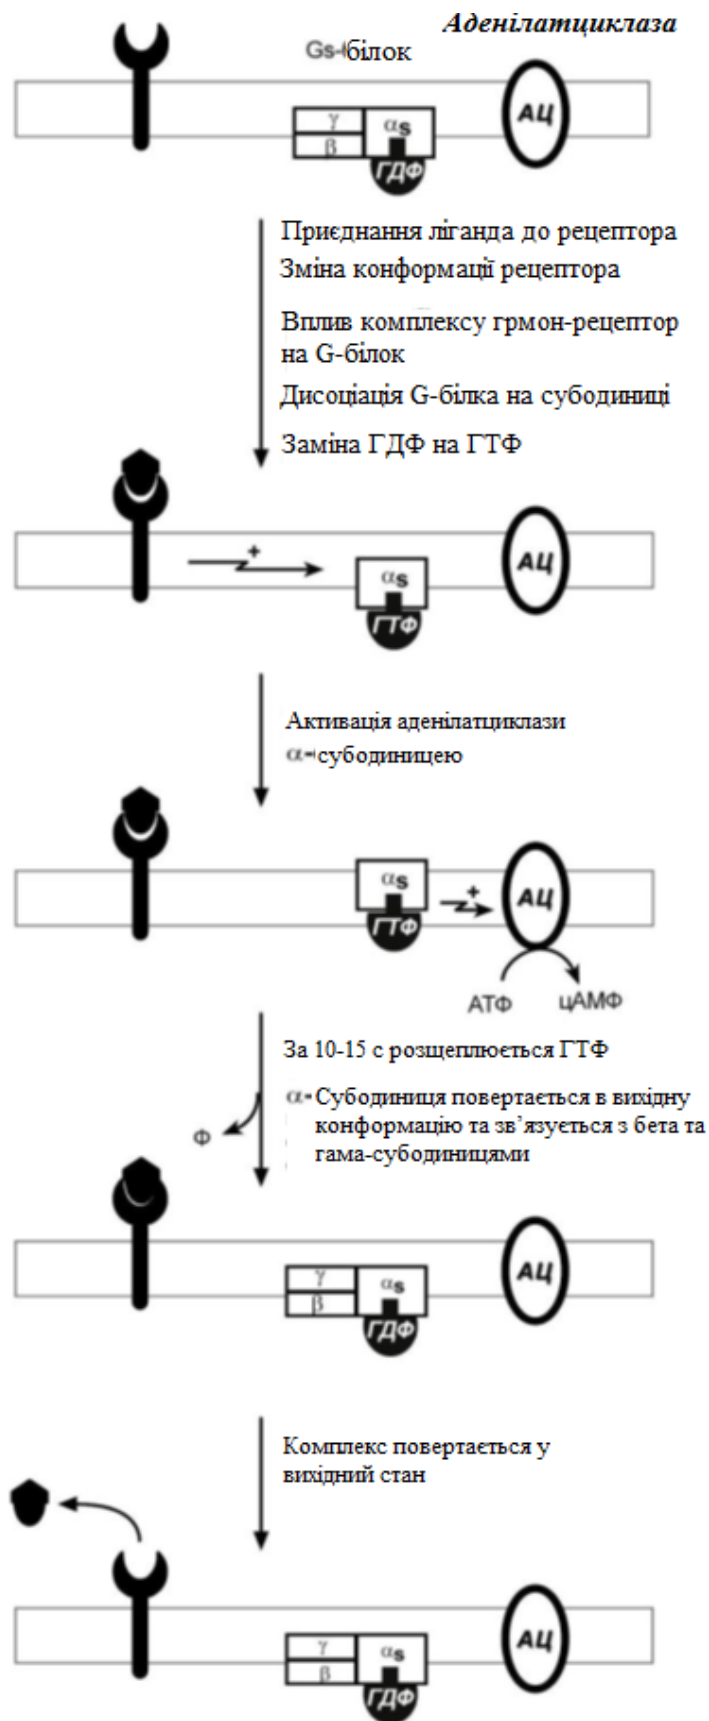 Аденілатциклаза
Gs-білок
γ
αs
АЦ
β
ГДФ
Приєднання ліганда до рецептора
Зміна конформації рецептора
Вплив комплексу грмон-рецептор
на G-білок
Дисоціація G-білка на субодиниці
Заміна ГДФ на ГТФ
+
αs
АЦ
ГТФ
Активація аденілатциклази
α-субодиницею
αs
+
АЦ
ГТФ
АТФ
цАМФ
За 10-15 с розщеплюється ГТФ
α-Субодиниця повертається в вихідну
конформацію та зв’язується з бета та
гама-субодиницями
Ф
γ
αs
АЦ
β
ГДФ
Комплекс повертається у
вихідний стан
γ
αs
АЦ
β
ГДФ